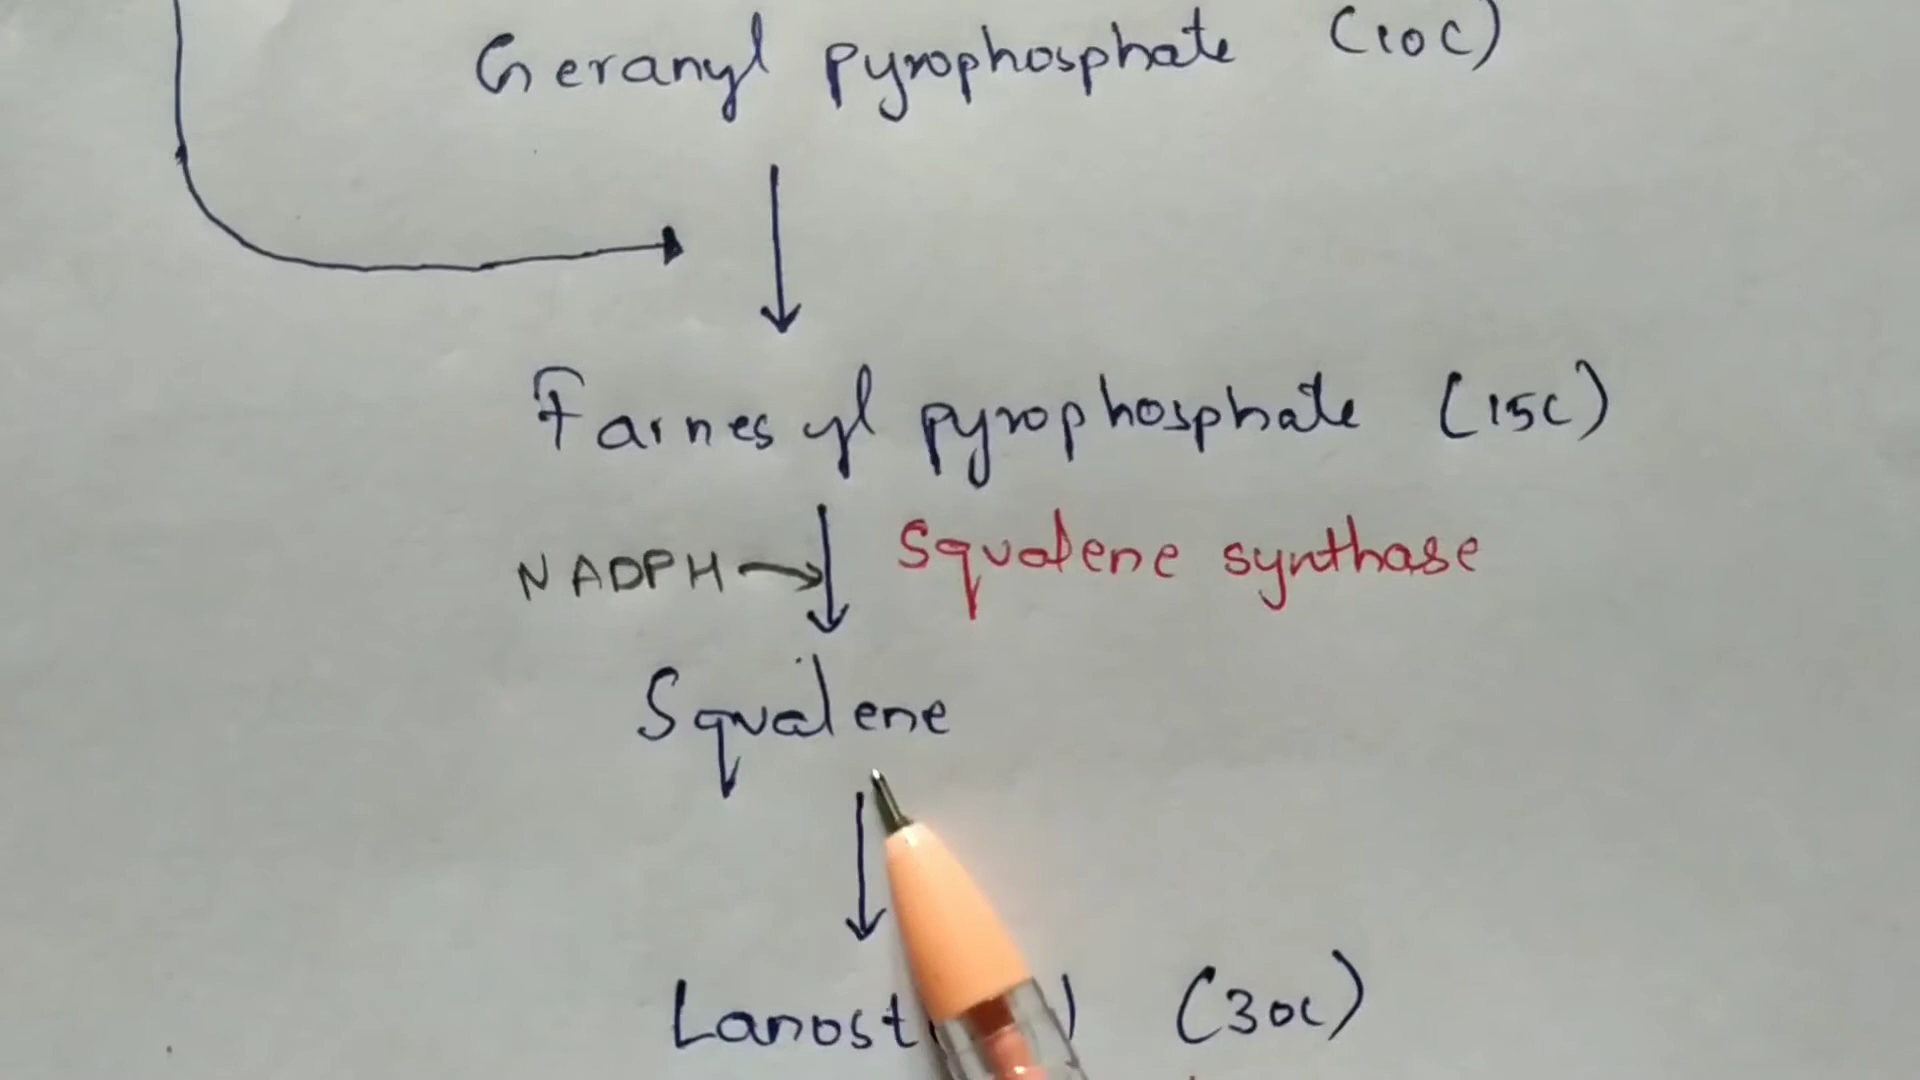 Geranyl pyrophosphate (10C)
Farnesyl pyrophosphate (15C)
NADPH Squalene synthase
Squalene
(30C)